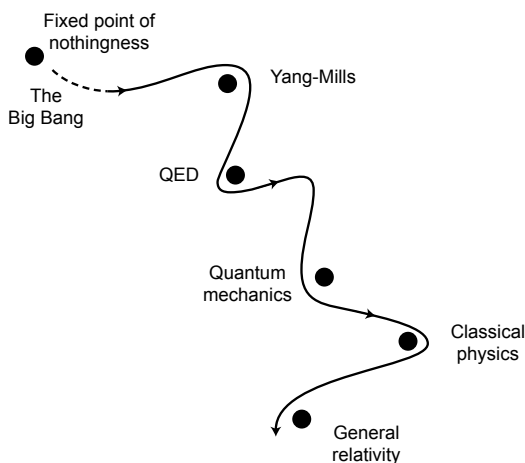 Fixed point of
nothingness
The
Big Bang
Yang-Mills
QED
Quantum
mechanics
Classical
physics
General
relativity